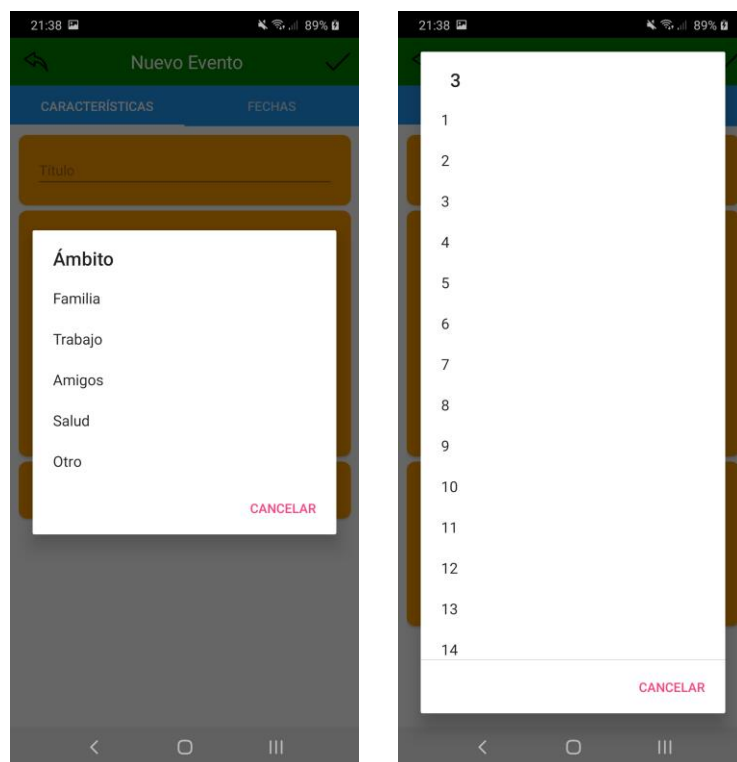 21:38 89%
Nuevo Evento
CARACTERÍSTICAS FECHAS
Título
Ámbito
Familia
Trabajo
Amigos
Salud
Otro
CANCELAR
21:38 89%
3
1
2
3
4
5
6
7
8
9
10
11
12
13
14
CANCELAR